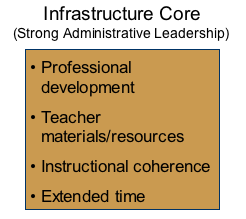 Infrastructure Core
(Strong Administrative Leadership)
• Professional
development
• Teacher
materials/resources
• Instructional coherence
• Extended time